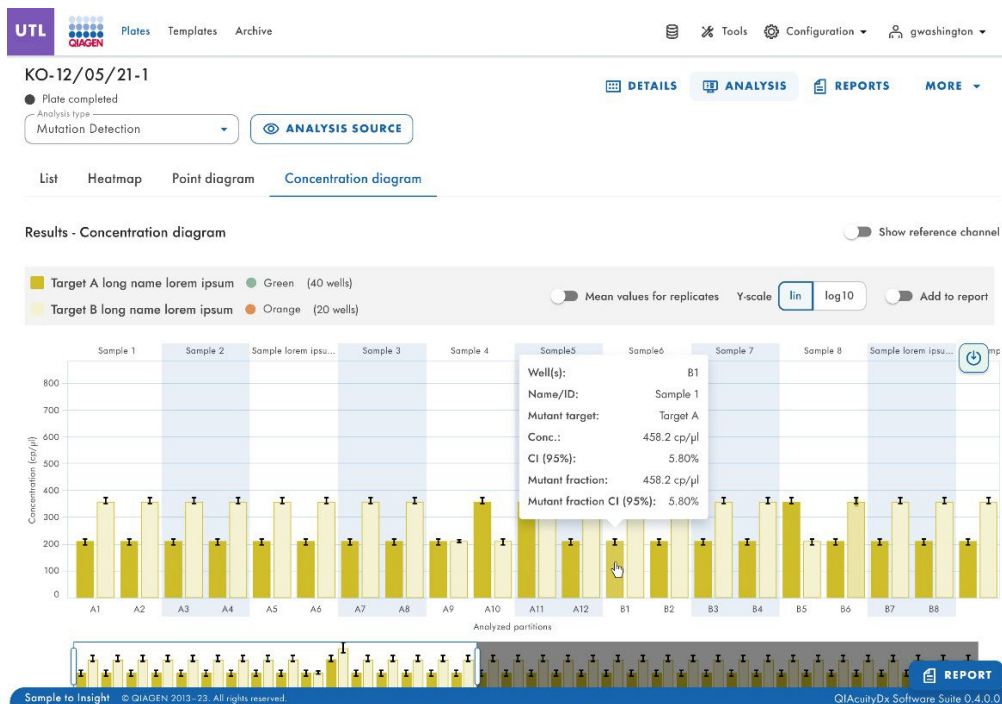 UTL
QIAGEN
Plates Templates Archive
Tools Configuration gwashington
KO-12/05/21-1
Plate completed
DETAILS ANALYSIS REPORTS MORE
Analysis type
Mutation Detection
ANALYSIS SOURCE
List Heatmap Point diagram Concentration diagram
Results - Concentration diagram
Show reference channel
Target A long name lorem ipsum Green (40 wells)
Target B long name lorem ipsum Orange (20 wells)
Mean values for replicates Y-scale lin log10 Add to report
Sample 1 Sample 2 Sample lorem ipsu... Sample 3 Sample 4 Sample5 Sample6 Sample 7 Sample 8 Sample lorem ipsu... mp
Well(s): B1
Name/ID: Sample 1
Mutant target: Target A
Conc.: 458.2 cp/μl
CI (95%): 5.80%
Mutant fraction: 458.2 cp/μl
Mutant fraction CI (95%): 5.80%
Concentration (cp/μl)
800
700
600
500
400
300
200
100
0
A1 A2 A3 A4 A5 A6 A7 A8 A9 A10 A11 A12 B1 B2 B3 B4 B5 B6 B7 B8
Analyzed partitions
REPORT
Sample to Insight © QIAGEN 2013–23. All rights reserved.
QIAcuityDx Software Suite 0.4.0.0